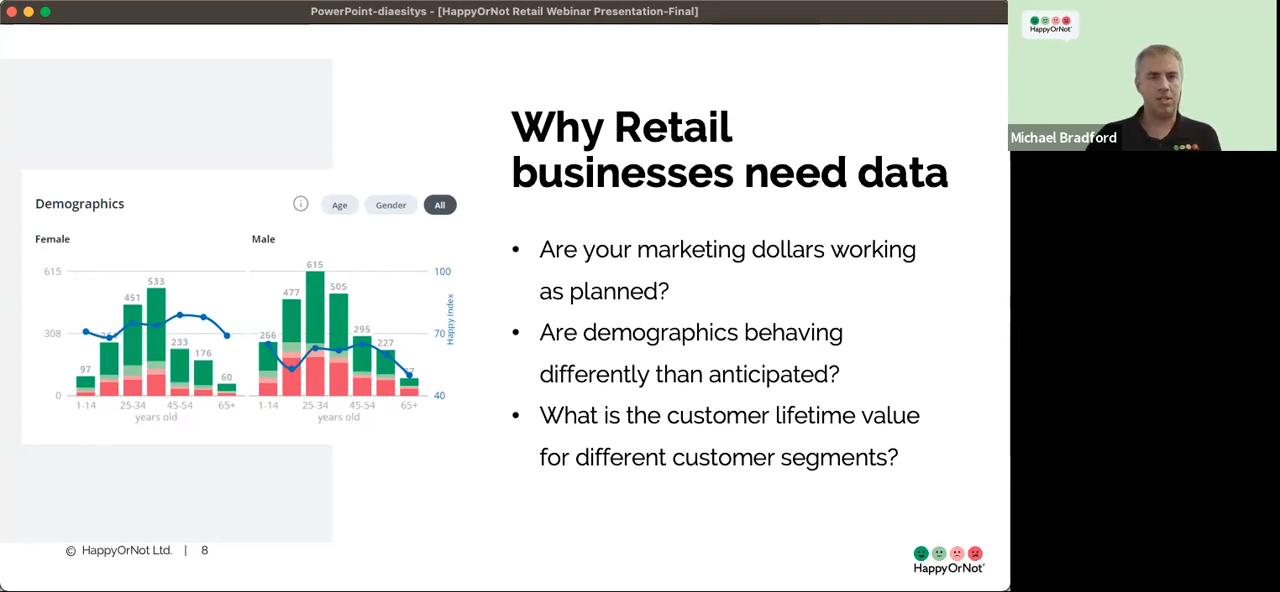 PowerPoint-diaesitys - [HappyOrNot Retail Webinar Presentation-Final]
HappyOrNot
Michael Bradford
Why Retail
businesses need data
Demographics
Age Gender All
Female Male
615 533 451 233 176 97 60
615 477 505 295 266 227
100
308
70
Happy Index
0
40
1-14 25-34 45-54 65+
1-14 25-34 45-54 65+
years old
years old
• Are your marketing dollars working
as planned?
• Are demographics behaving
differently than anticipated?
• What is the customer lifetime value
for different customer segments?
© HappyOrNot Ltd. | 8
HappyOrNot